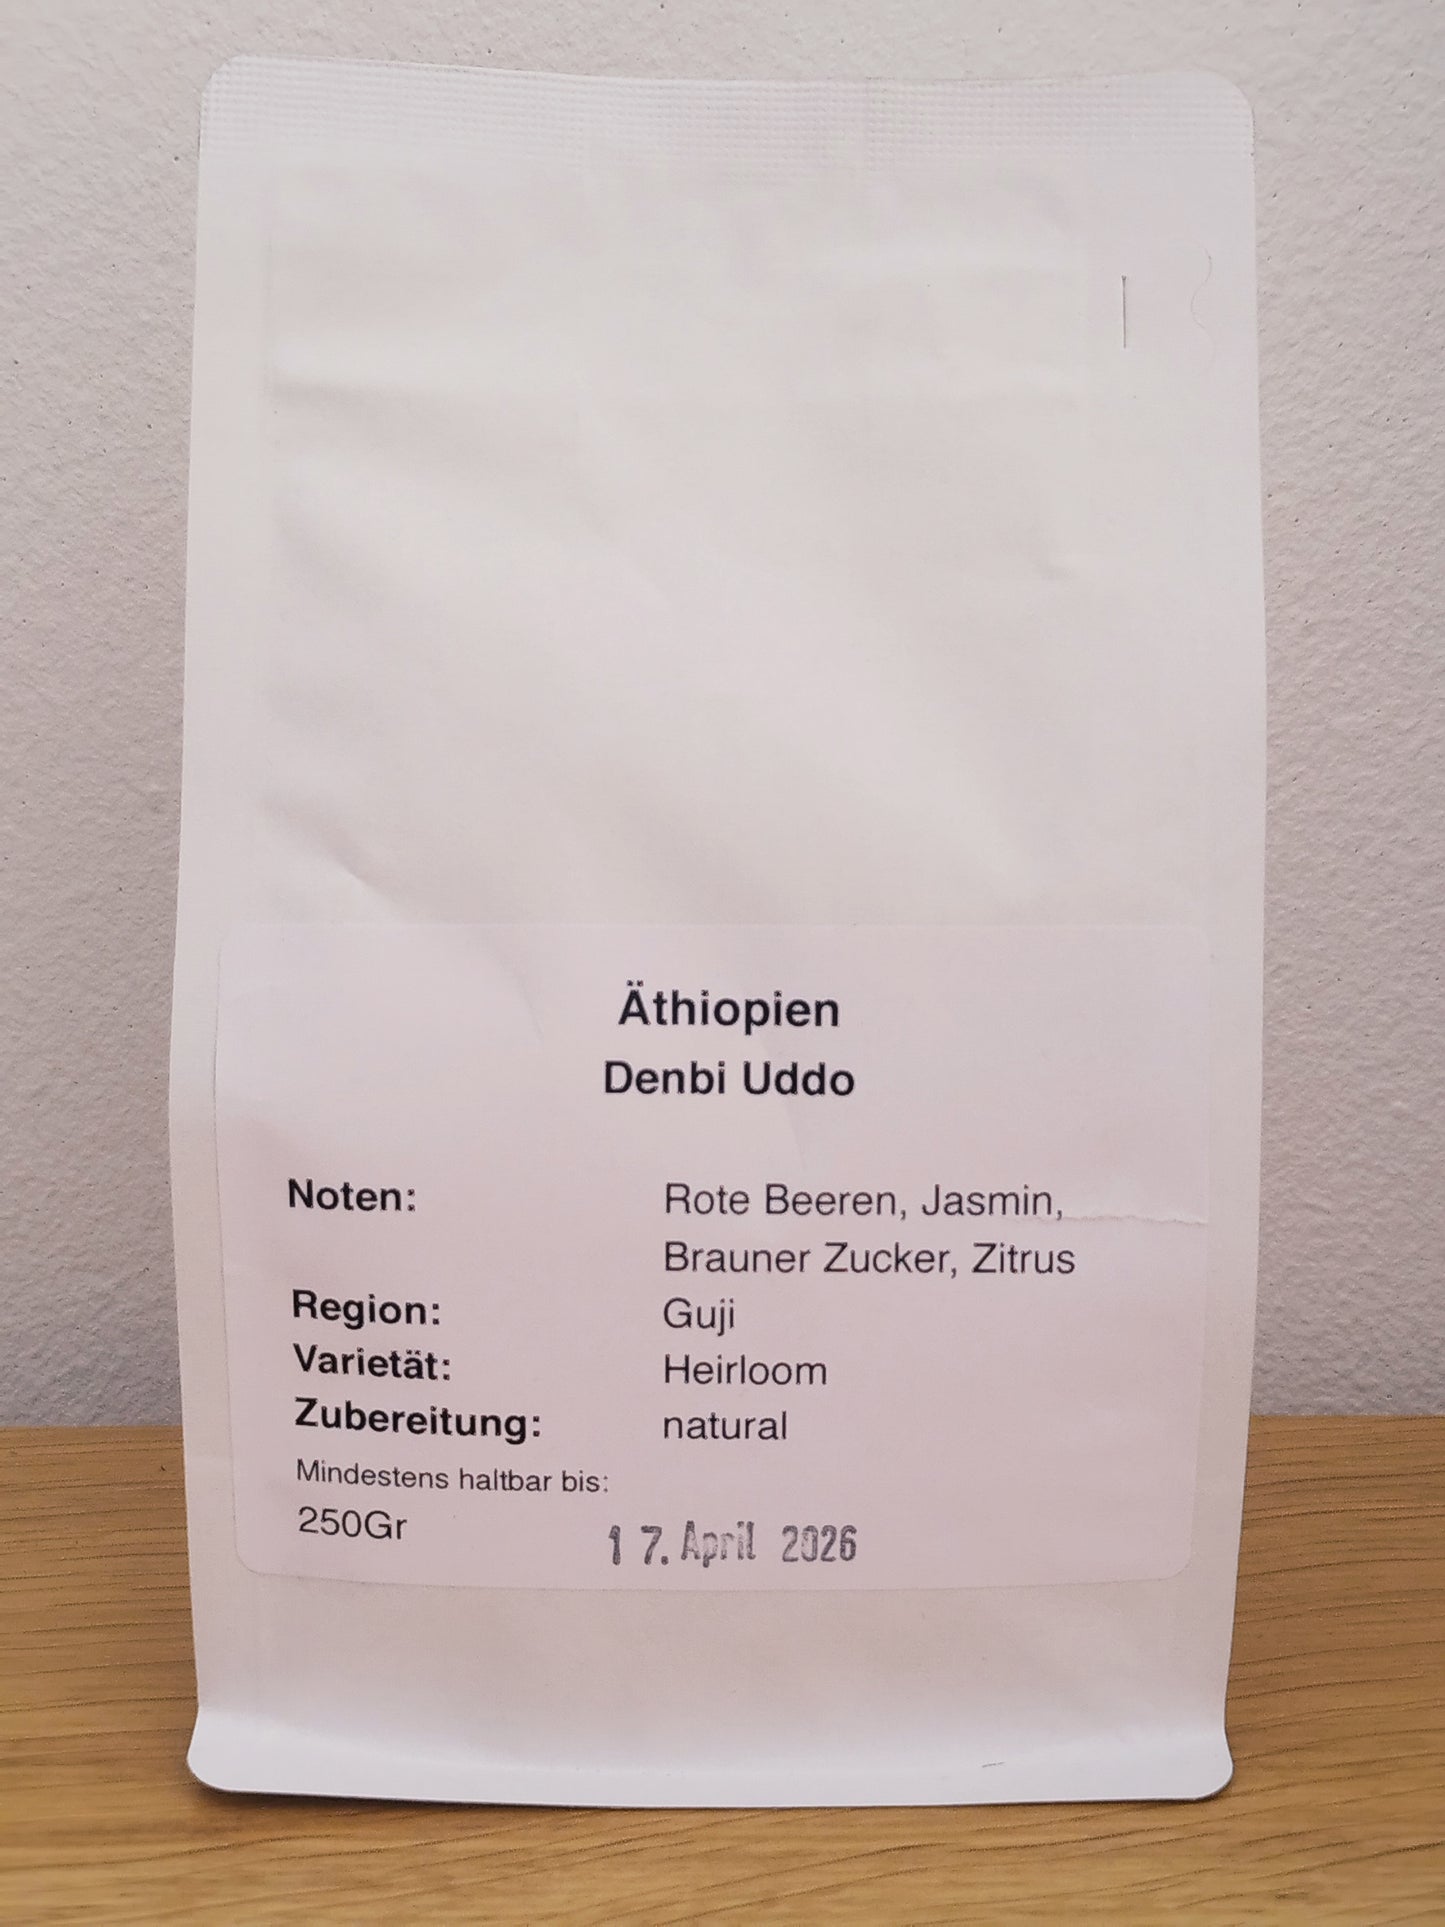 Äthiopien
Denbi Uddo
Noten: Rote Beeren, Jasmin,
Brauner Zucker, Zitrus
Region: Guji
Varietät: Heirloom
Zubereitung: natural
Mindestens haltbar bis:
250Gr 17. April 2026